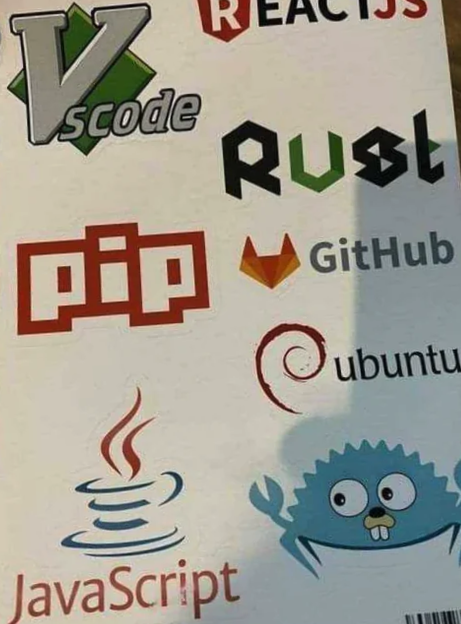 REACTJS
Vscode
Rust
pip
GitHub
ubuntu
JavaScript